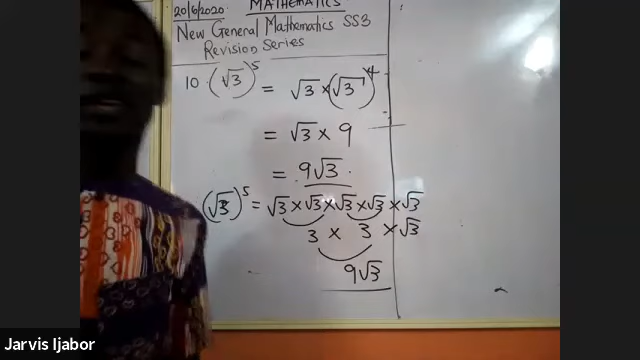 20/6/2020 MATHEMATICS
New General Mathematics SS3
Revision Series
10. (√3)^5 = √3 × (√3)^4
= √3 × 9
= 9√3.
(√3)^5 = √3 × √3 × √3 × √3 × √3
3 × 3 × √3
9√3
Jarvis Ijabor